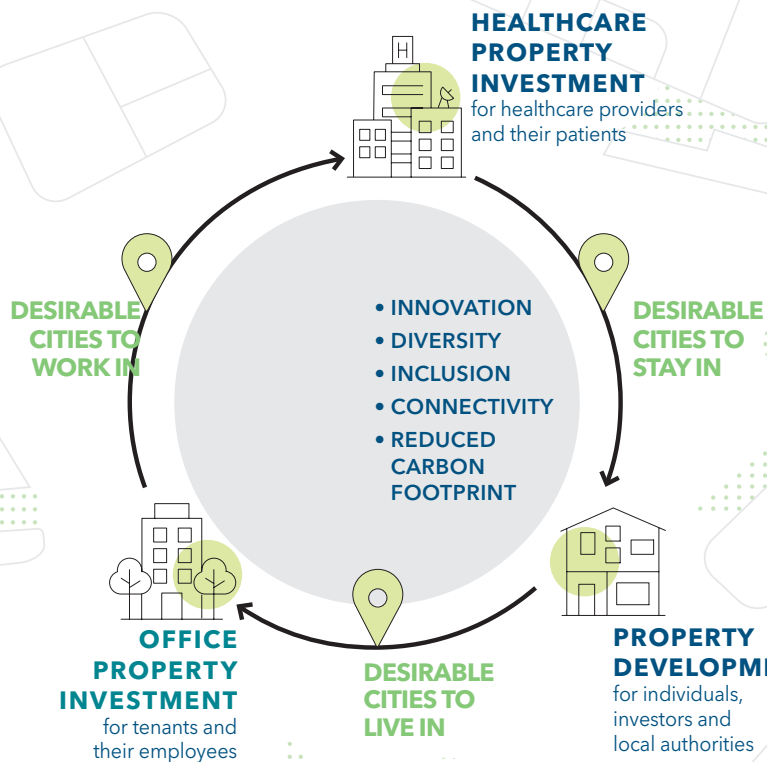 HEALTHCARE
PROPERTY
INVESTMENT
for healthcare providers
and their patients
H
DESIRABLE
CITIES TO
WORK IN
• INNOVATION
• DIVERSITY
• INCLUSION
• CONNECTIVITY
• REDUCED
CARBON
FOOTPRINT
DESIRABLE
CITIES TO
STAY IN
OFFICE
PROPERTY
INVESTMENT
for tenants and
their employees
DESIRABLE
CITIES TO
LIVE IN
PROPERTY
DEVELOPM
for individuals,
investors and
local authorities